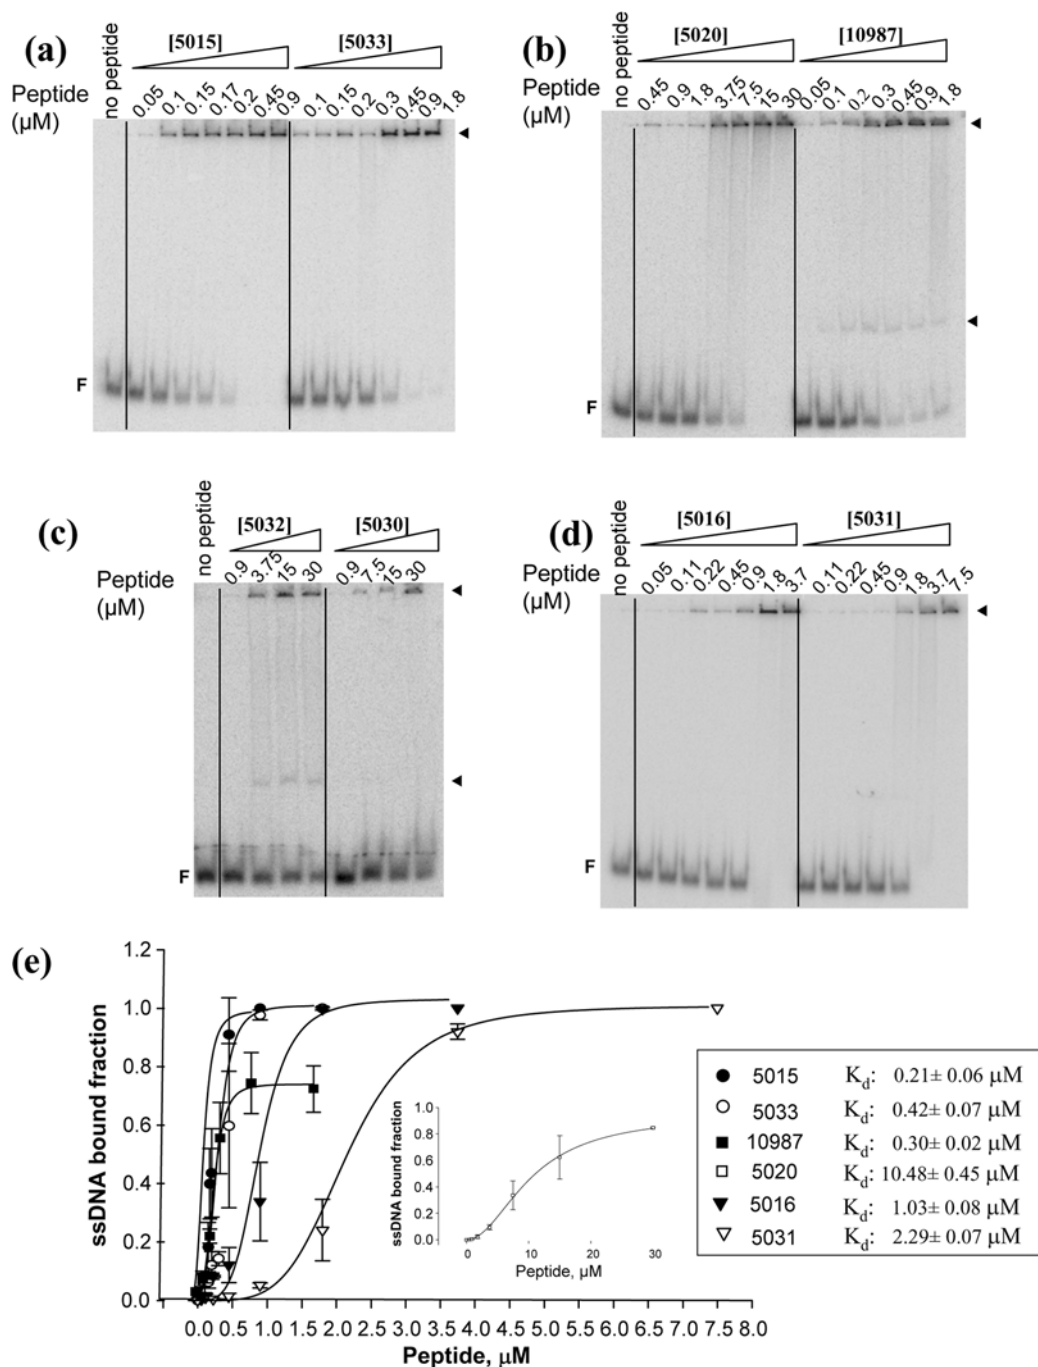 (a)
no peptide
[5015]
[5033]
Peptide
(µM)
0.05 0.1 0.15 0.17 0.2 0.45 0.9 0.1 0.15 0.2 0.3 0.45 0.9 1.8
F
(b)
no peptide
[5020]
[10987]
Peptide
(µM)
0.45 0.9 1.8 3.75 7.5 15 30 0.05 0.1 0.2 0.3 0.45 0.9 1.8
F
(c)
no peptide
[5032]
[5030]
Peptide
(µM)
0.9 3.75 15 30 0.9 7.5 15 30
F
(d)
no peptide
[5016]
[5031]
Peptide
(µM)
0.05 0.11 0.22 0.45 0.9 1.8 3.7 0.11 0.22 0.45 0.9 1.8 3.7 7.5
F
(e)
ssDNA bound fraction
1.2
1.0
0.8
0.6
0.4
0.2
0.0
0.0 0.5 1.0 1.5 2.0 2.5 3.0 3.5 4.0 4.5 5.0 5.5 6.0 6.5 7.0 7.5 8.0
Peptide, µM
ssDNA bound fraction
1.0
0.8
0.6
0.4
0.2
0.0
0 10 20 30
Peptide, µM
5015 Kd: 0.21± 0.06 µM
5033 Kd: 0.42± 0.07 µM
10987 Kd: 0.30± 0.02 µM
5020 Kd: 10.48± 0.45 µM
5016 Kd: 1.03± 0.08 µM
5031 Kd: 2.29± 0.07 µM